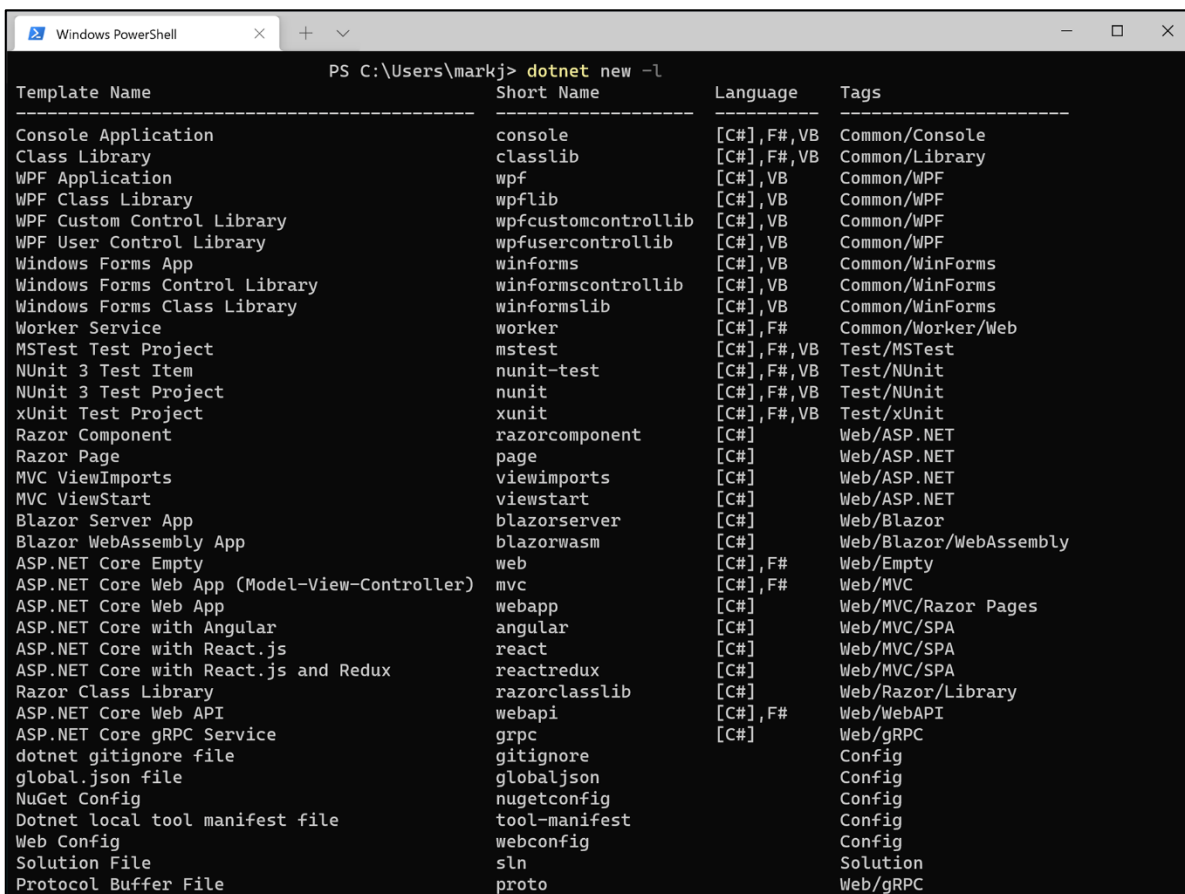 Windows PowerShell
PS C:\Users\markj> dotnet new -l
Template Name Short Name Language Tags
-------------------------------------------- ------------------- ---------- ----------------------
Console Application console [C#],F#,VB Common/Console
Class Library classlib [C#],F#,VB Common/Library
WPF Application wpf [C#],VB Common/WPF
WPF Class Library wpflib [C#],VB Common/WPF
WPF Custom Control Library wpfcustomcontrollib [C#],VB Common/WPF
WPF User Control Library wpfusercontrollib [C#],VB Common/WPF
Windows Forms App winforms [C#],VB Common/WinForms
Windows Forms Control Library winformscontrollib [C#],VB Common/WinForms
Windows Forms Class Library winformslib [C#],VB Common/WinForms
Worker Service worker [C#],F# Common/Worker/Web
MSTest Test Project mstest [C#],F#,VB Test/MSTest
NUnit 3 Test Item nunit-test [C#],F#,VB Test/NUnit
NUnit 3 Test Project nunit [C#],F#,VB Test/NUnit
xUnit Test Project xunit [C#],F#,VB Test/xUnit
Razor Component razorcomponent [C#] Web/ASP.NET
Razor Page page [C#] Web/ASP.NET
MVC ViewImports viewimports [C#] Web/ASP.NET
MVC ViewStart viewstart [C#] Web/ASP.NET
Blazor Server App blazorserver [C#] Web/Blazor
Blazor WebAssembly App blazorwasm [C#] Web/Blazor/WebAssembly
ASP.NET Core Empty web [C#],F# Web/Empty
ASP.NET Core Web App (Model-View-Controller) mvc [C#],F# Web/MVC
ASP.NET Core Web App webapp [C#] Web/MVC/Razor Pages
ASP.NET Core with Angular angular [C#] Web/MVC/SPA
ASP.NET Core with React.js react [C#] Web/MVC/SPA
ASP.NET Core with React.js and Redux reactredux [C#] Web/MVC/SPA
Razor Class Library razorclasslib [C#] Web/Razor/Library
ASP.NET Core Web API webapi [C#],F# Web/WebAPI
ASP.NET Core gRPC Service grpc [C#] Web/gRPC
dotnet gitignore file gitignore Config
global.json file globaljson Config
NuGet Config nugetconfig Config
Dotnet local tool manifest file tool-manifest Config
Web Config webconfig Config
Solution File sln Solution
Protocol Buffer File proto Web/gRPC